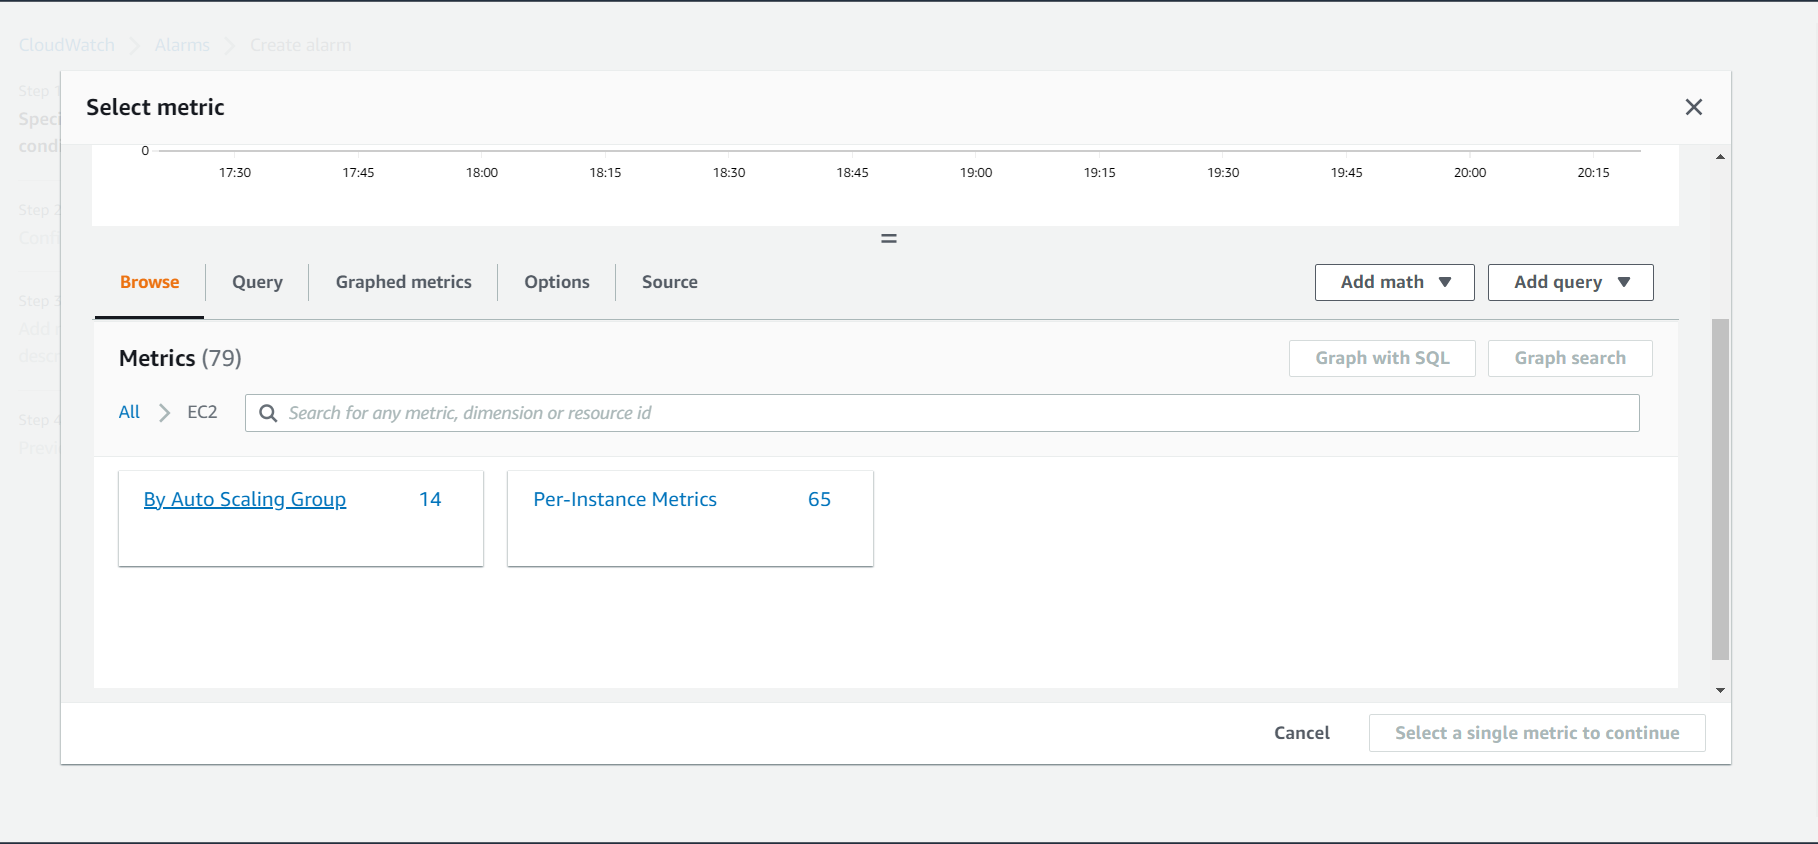 CloudWatch > Alarms > Create alarm
Step 1
Speci
condi
Step 2
Confi
Step 3
Add
descr
Step 4
Previ
Select metric
0
17:30 17:45 18:00 18:15 18:30 18:45 19:00 19:15 19:30 19:45 20:00 20:15
Browse Query Graphed metrics Options Source Add math Add query
Metrics (79) Graph with SQL Graph search
All > EC2 Search for any metric, dimension or resource id
By Auto Scaling Group 14 Per-Instance Metrics 65
Cancel Select a single metric to continue